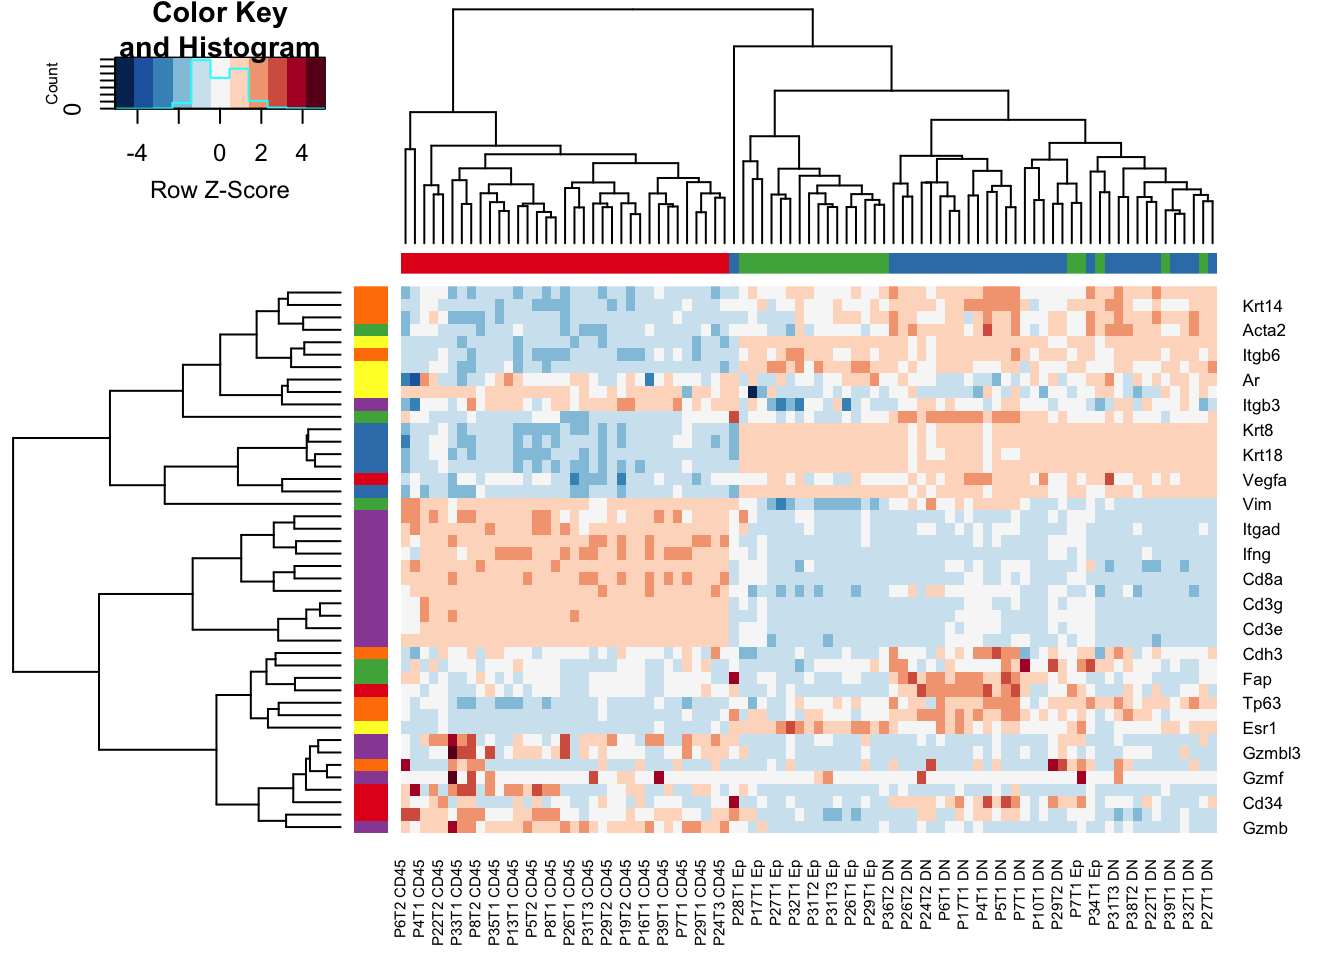 Color Key
and Histogram
Count
0
-4 0 2 4
Row Z-Score
Krt14
Acta2
Itgb6
Ar
Itgb3
Krt8
Krt18
Vegfa
Vim
Itgad
Ifng
Cd8a
Cd3g
Cd3e
Cdh3
Fap
Tp63
Esr1
Gzmbl3
Gzmf
Cd34
Gzmb
P6T2 CD45
P4T1 CD45
P22T2 CD45
P33T1 CD45
P8T2 CD45
P35T1 CD45
P13T1 CD45
P5T2 CD45
P8T1 CD45
P26T1 CD45
P31T3 CD45
P29T2 CD45
P19T2 CD45
P16T1 CD45
P39T1 CD45
P7T1 CD45
P29T1 CD45
P24T3 CD45
P28T1 Ep
P17T1 Ep
P27T1 Ep
P32T1 Ep
P31T2 Ep
P31T3 Ep
P26T1 Ep
P29T1 Ep
P36T2 DN
P26T2 DN
P24T2 DN
P6T1 DN
P17T1 DN
P4T1 DN
P5T1 DN
P7T1 DN
P10T1 DN
P29T2 DN
P7T1 Ep
P34T1 Ep
P31T3 DN
P38T2 DN
P22T1 DN
P39T1 DN
P32T1 DN
P27T1 DN